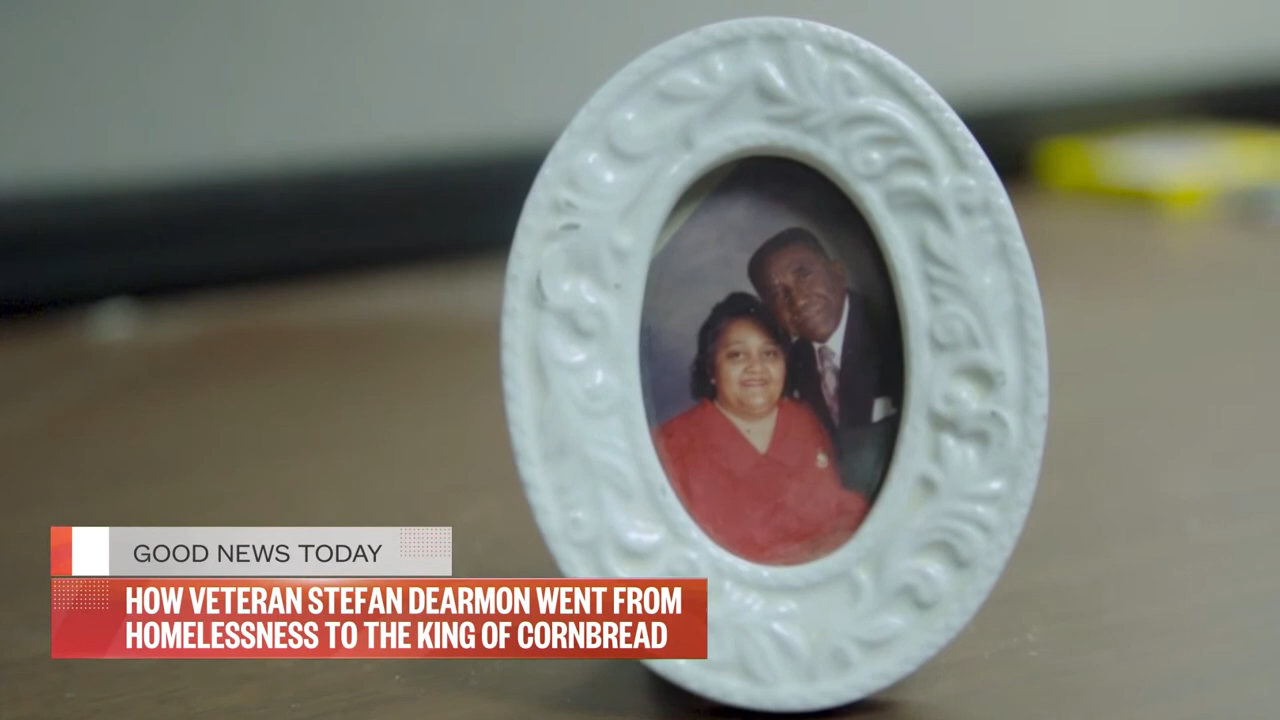 GOOD NEWS TODAY
HOW VETERAN STEFAN DEARMON WENT FROM
HOMELESSNESS TO THE KING OF CORNBREAD